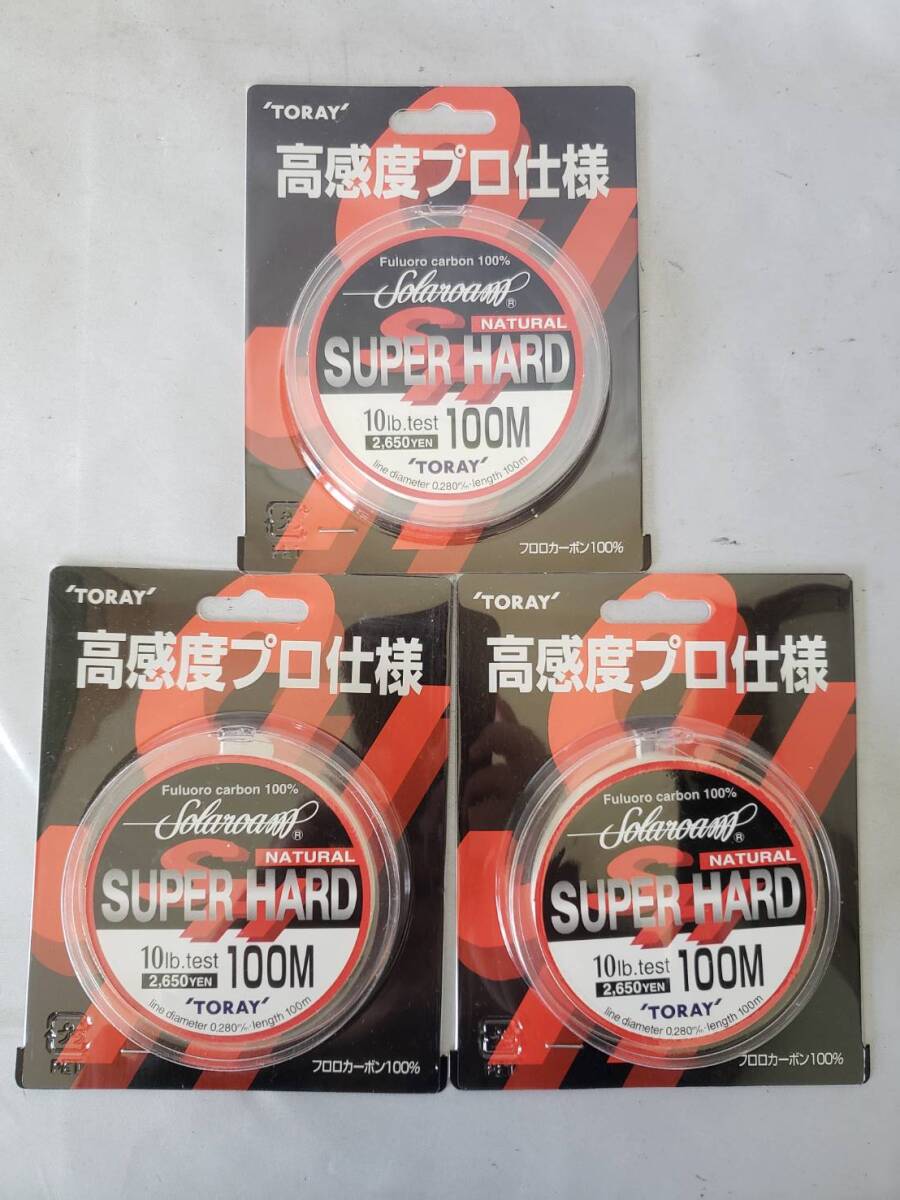 'TORAY'
高感度プロ仕様
Fuluoro carbon 100%
Solaroam®
NATURAL
SUPER HARD
10lb.test 100M
2,650YEN
'TORAY'
line diameter 0.280m/m·length 100m
フロロカーボン100%
'TORAY'
高感度プロ仕様
Fuluoro carbon 100%
Solaroam®
NATURAL
SUPER HARD
10lb.test 100M
2,650YEN
'TORAY'
line diameter 0.280m/m·length 100m
フロロカーボン100%
'TORAY'
高感度プロ仕様
Fuluoro carbon 100%
Solaroam®
NATURAL
SUPER HARD
10lb.test 100M
2,650YEN
'TORAY'
line diameter 0.280m/m·length 100m
フロロカーボン100%